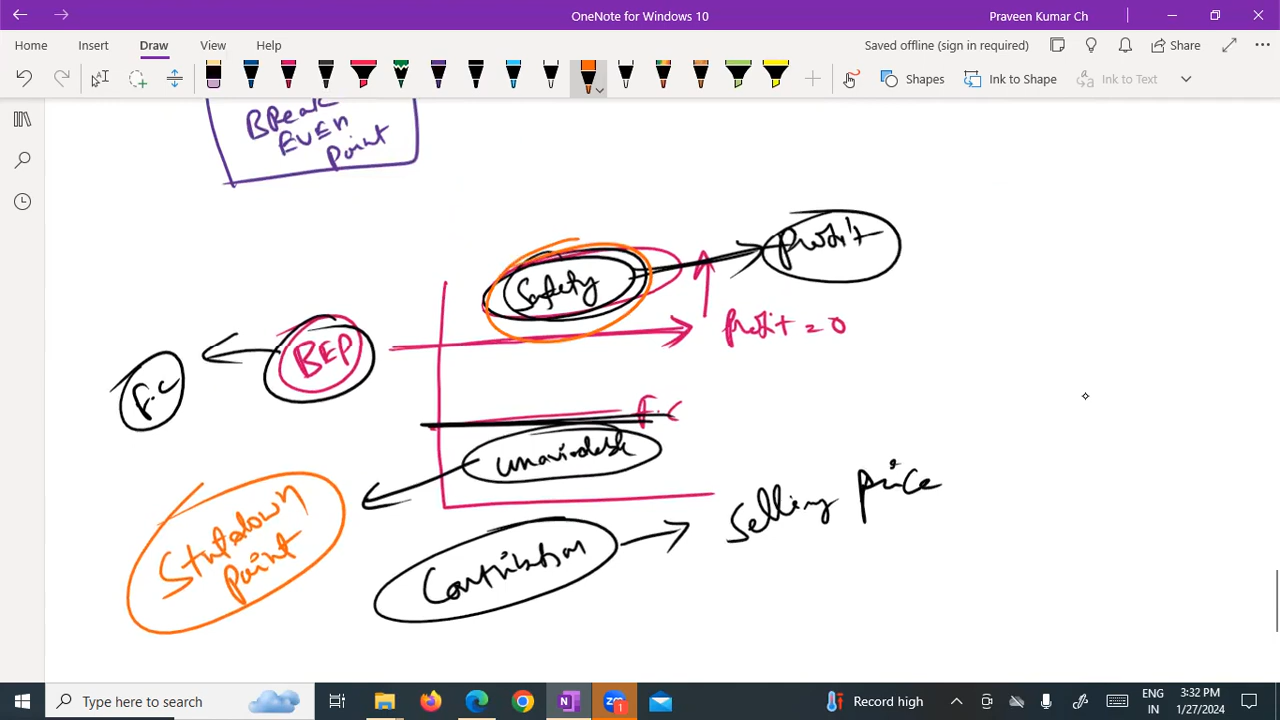 OneNote for Windows 10
Praveen Kumar Ch
Home Insert Draw View Help
Saved offline (sign in required)
Share
Shapes
Ink to Shape
Ink to Text
BReak
EVEN
Point
Safety
Profit
Profit = 0
BEP
F.C
F.C
Shutdown
point
Contribution
Selling price
Type here to search
Record high
ENG
IN
3:32 PM
1/27/2024